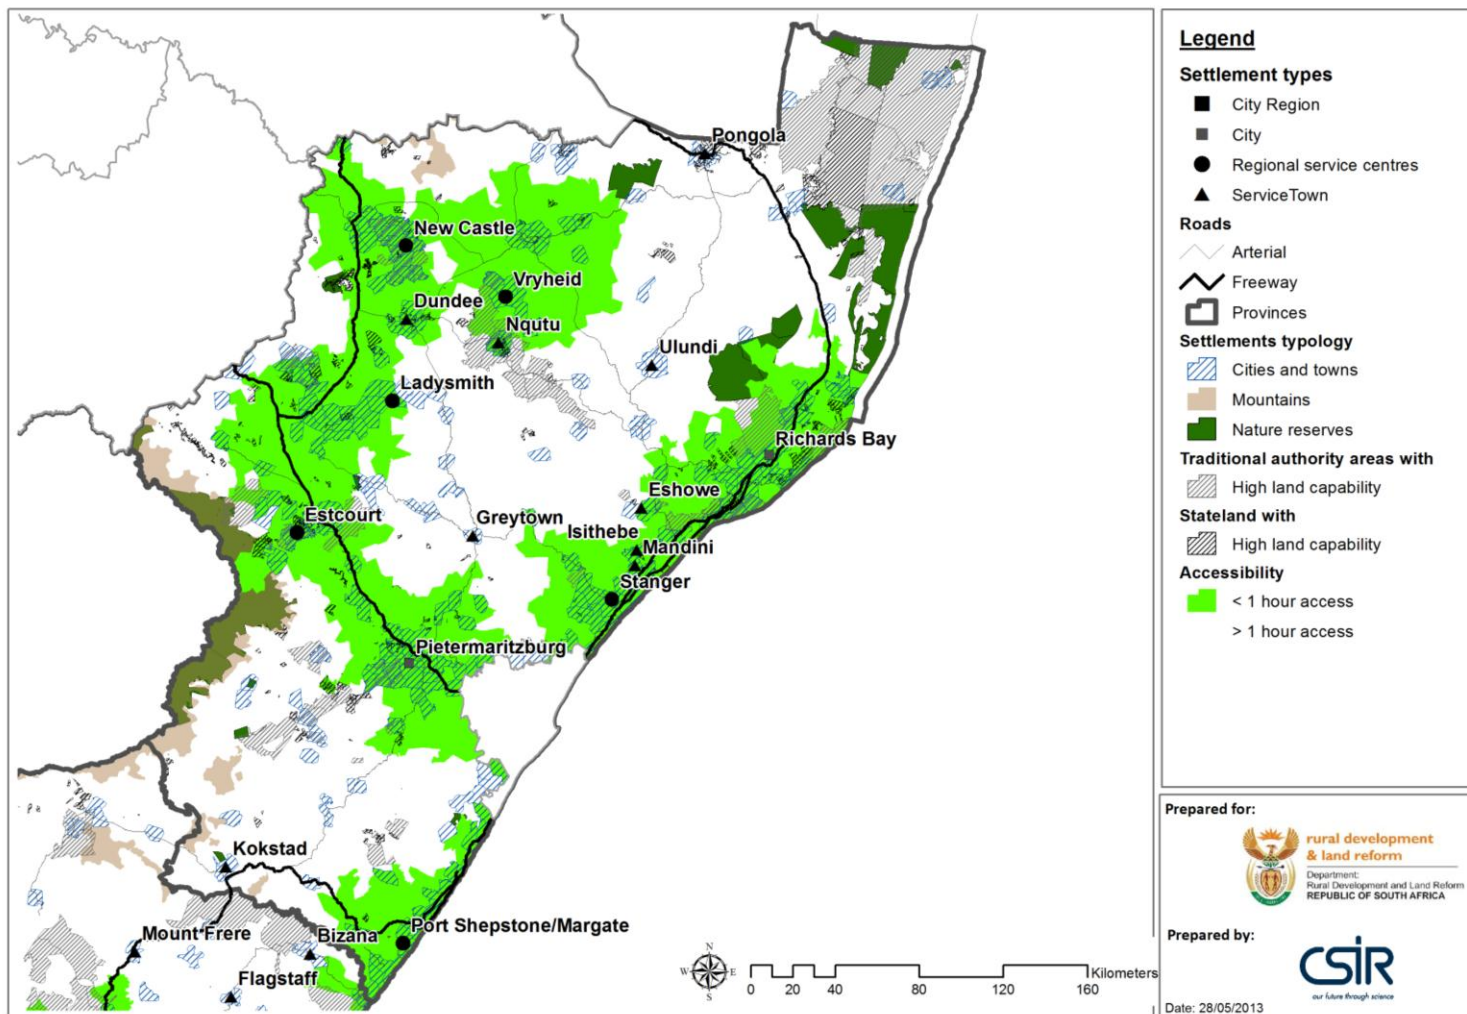 Pongola
New Castle
Vryheid
Dundee
Nqutu
Ulundi
Ladysmith
Richards Bay
Eshowe
Estcourt
Greytown
Isithebe
Mandini
Stanger
Pietermaritzburg
Kokstad
Port Shepstone/Margate
Mount Frere
Bizana
Flagstaff
N
W E
S
Kilometers
0 20 40 80 120 160
Legend
Settlement types
City Region
City
Regional service centres
ServiceTown
Roads
Arterial
Freeway
Provinces
Settlements typology
Cities and towns
Mountains
Nature reserves
Traditional authority areas with
High land capability
Stateland with
High land capability
Accessibility
< 1 hour access
> 1 hour access
Prepared for:
rural development
& land reform
Department:
Rural Development and Land Reform
REPUBLIC OF SOUTH AFRICA
Prepared by:
CSIR
our future through science
Date: 28/05/2013